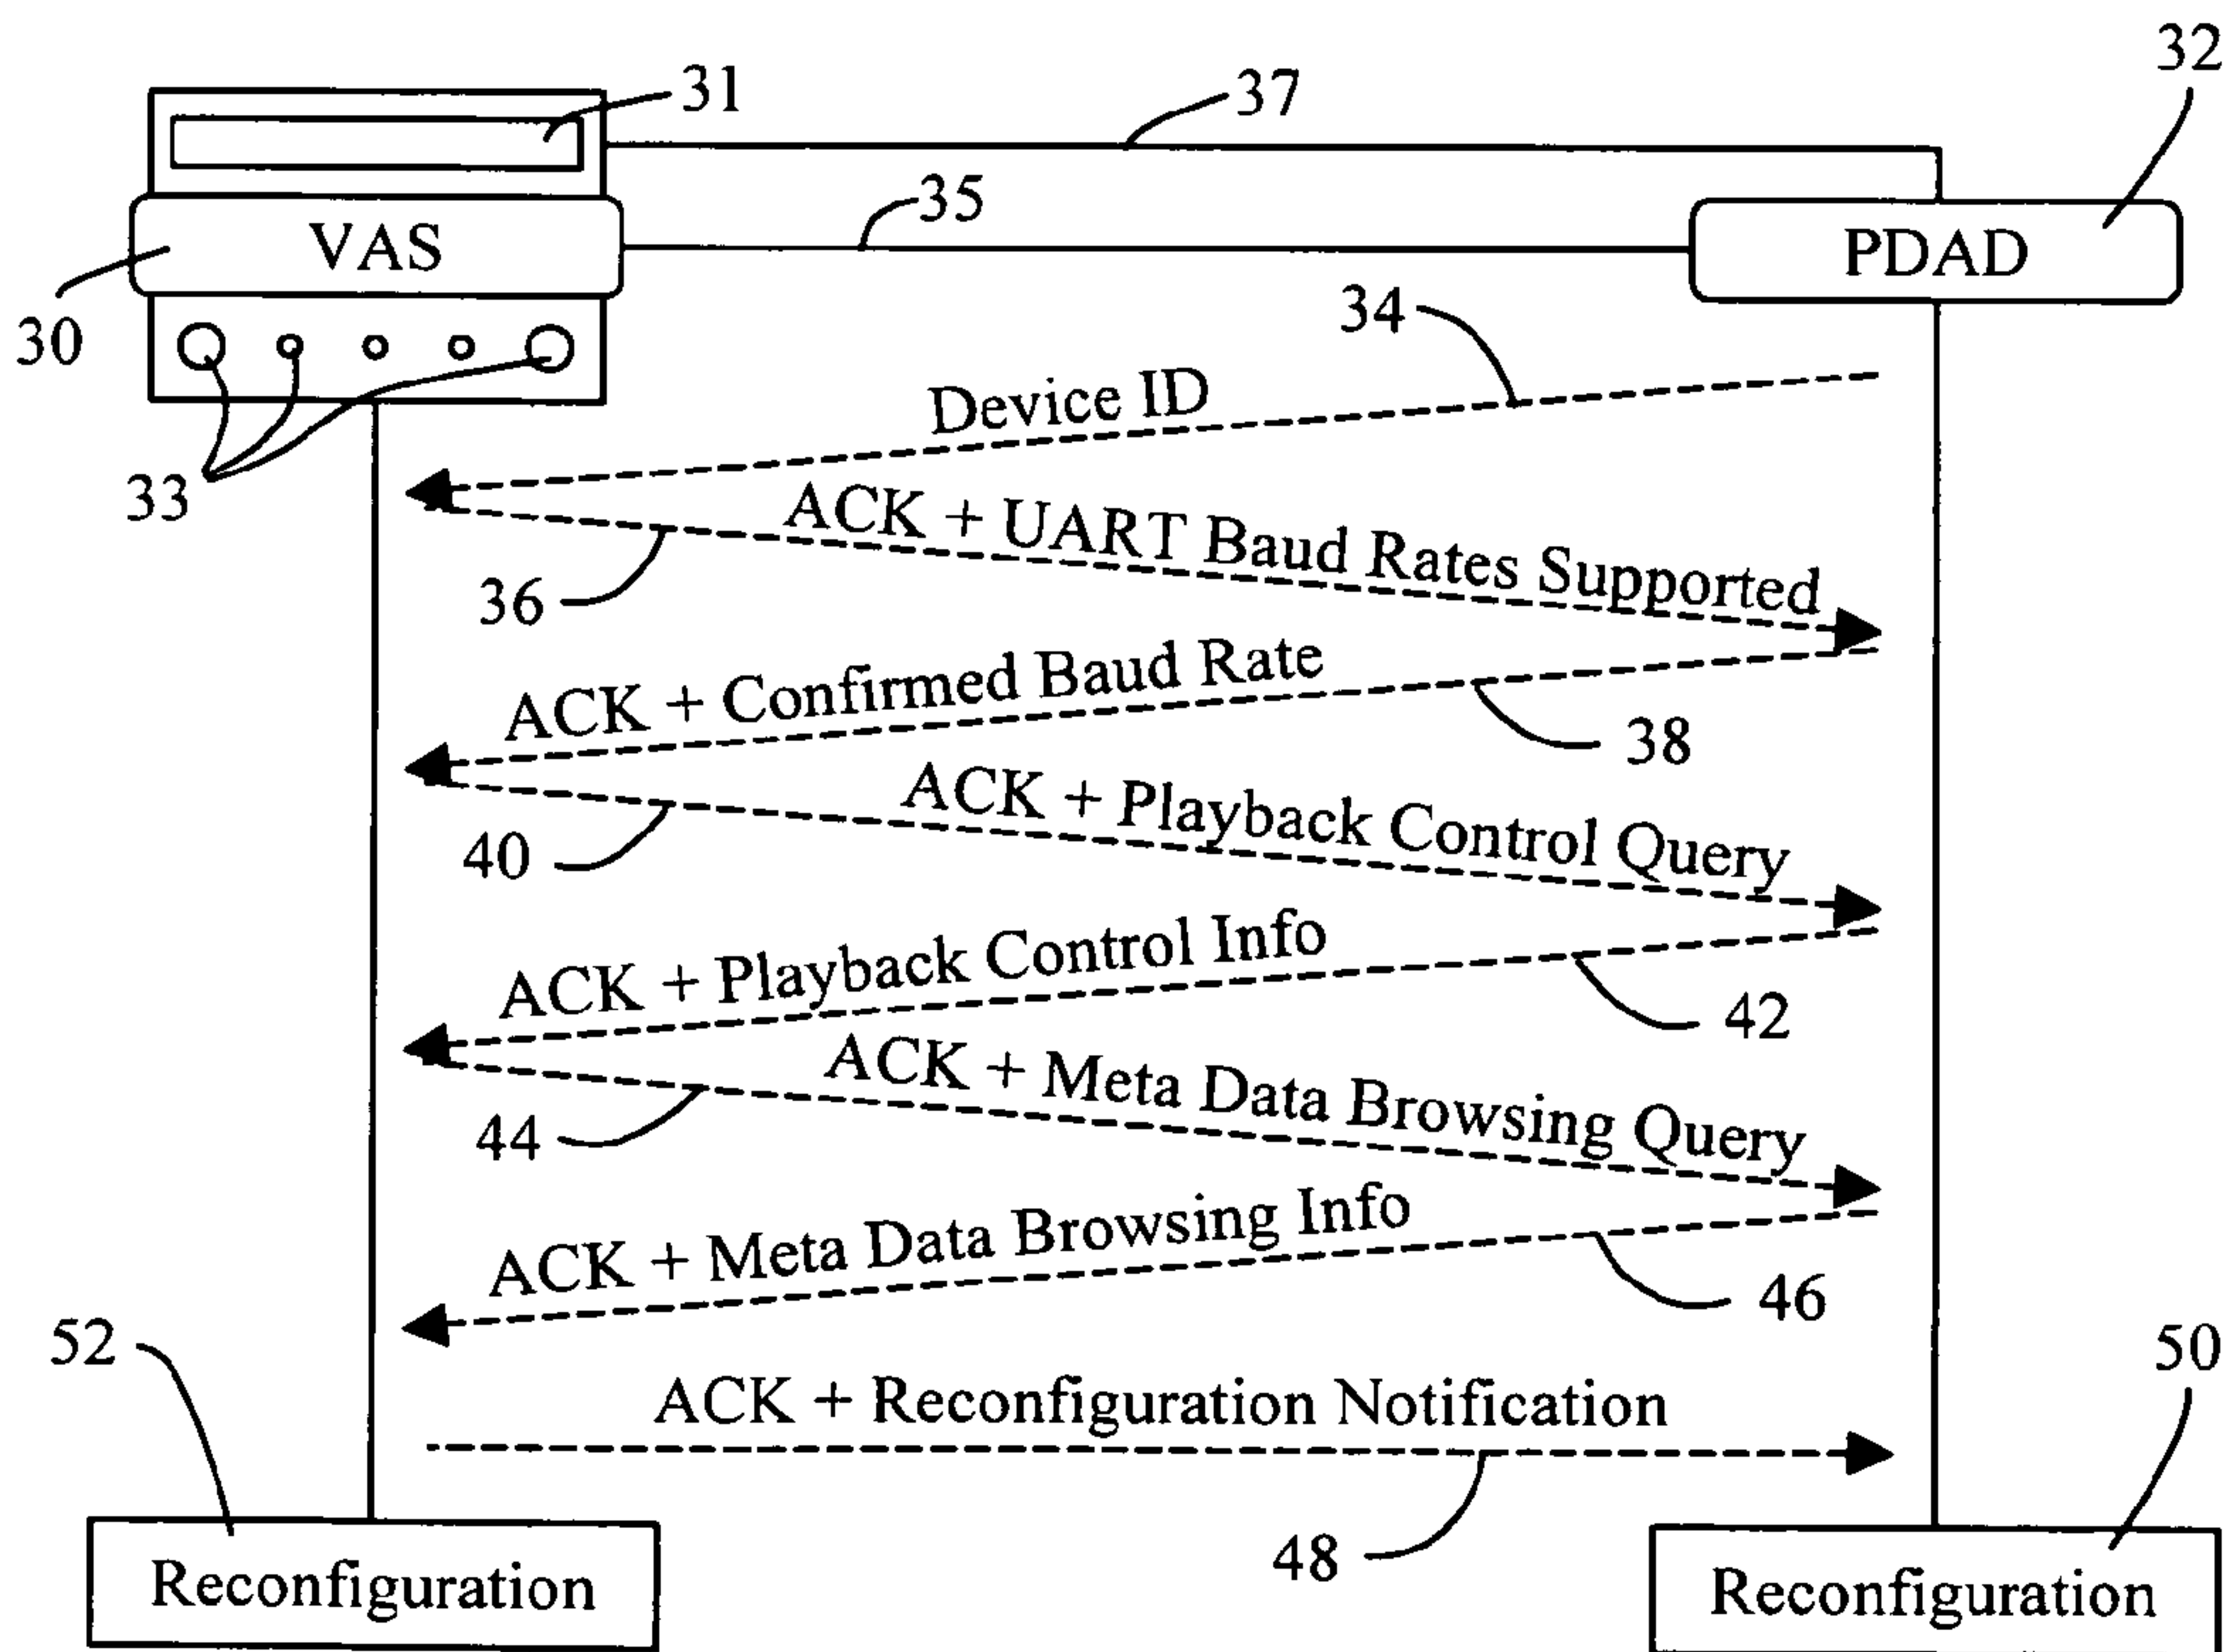 32
31
37
35
VAS
PDAD
34
30
Device ID
33
ACK + UART Baud Rates Supported
36
ACK + Confirmed Baud Rate
38
ACK + Playback Control Query
40
ACK + Playback Control Info
42
ACK + Meta Data Browsing Query
44
ACK + Meta Data Browsing Info
46
52
50
ACK + Reconfiguration Notification
48
Reconfiguration
Reconfiguration